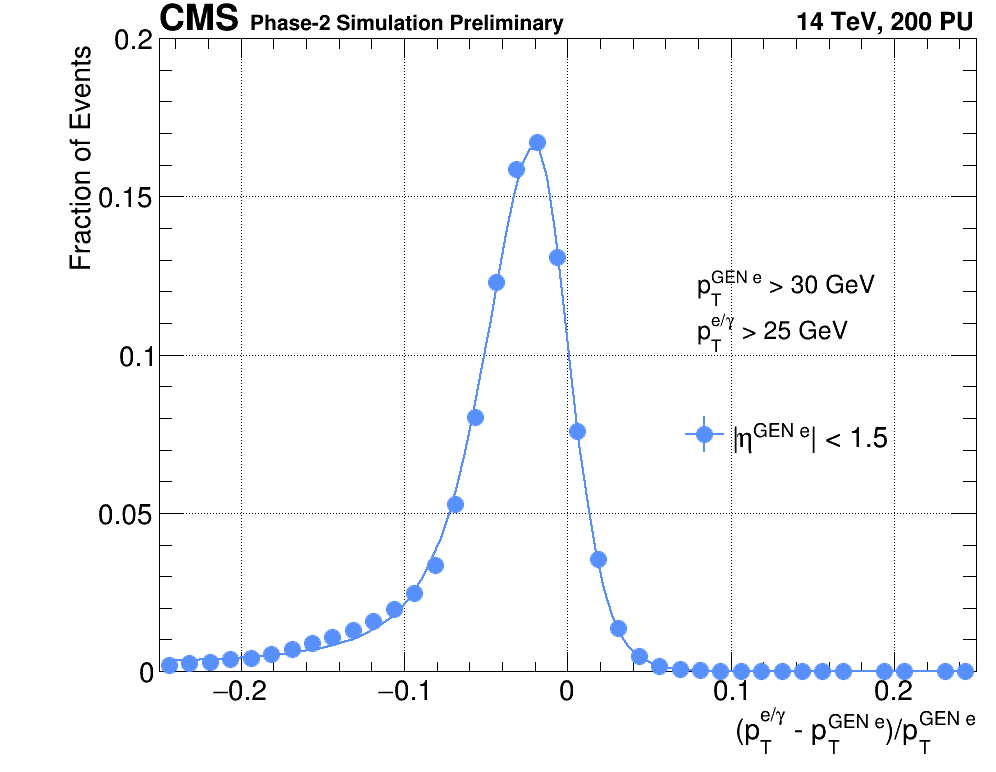 CMS Phase-2 Simulation Preliminary 14 TeV, 200 PU
Fraction of Events
0.2
0.15
0.1
0.05
0
p_T^{GEN e} > 30 GeV
p_T^{e/γ} > 25 GeV
|η^{GEN e}| < 1.5
−0.2 −0.1 0 0.1 0.2
(p_T^{e/γ} - p_T^{GEN e})/p_T^{GEN e}